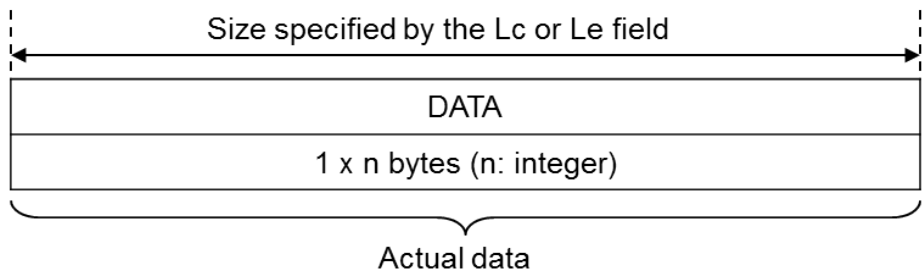 Size specified by the Lc or Le field
DATA
1 x n bytes (n: integer)
Actual data